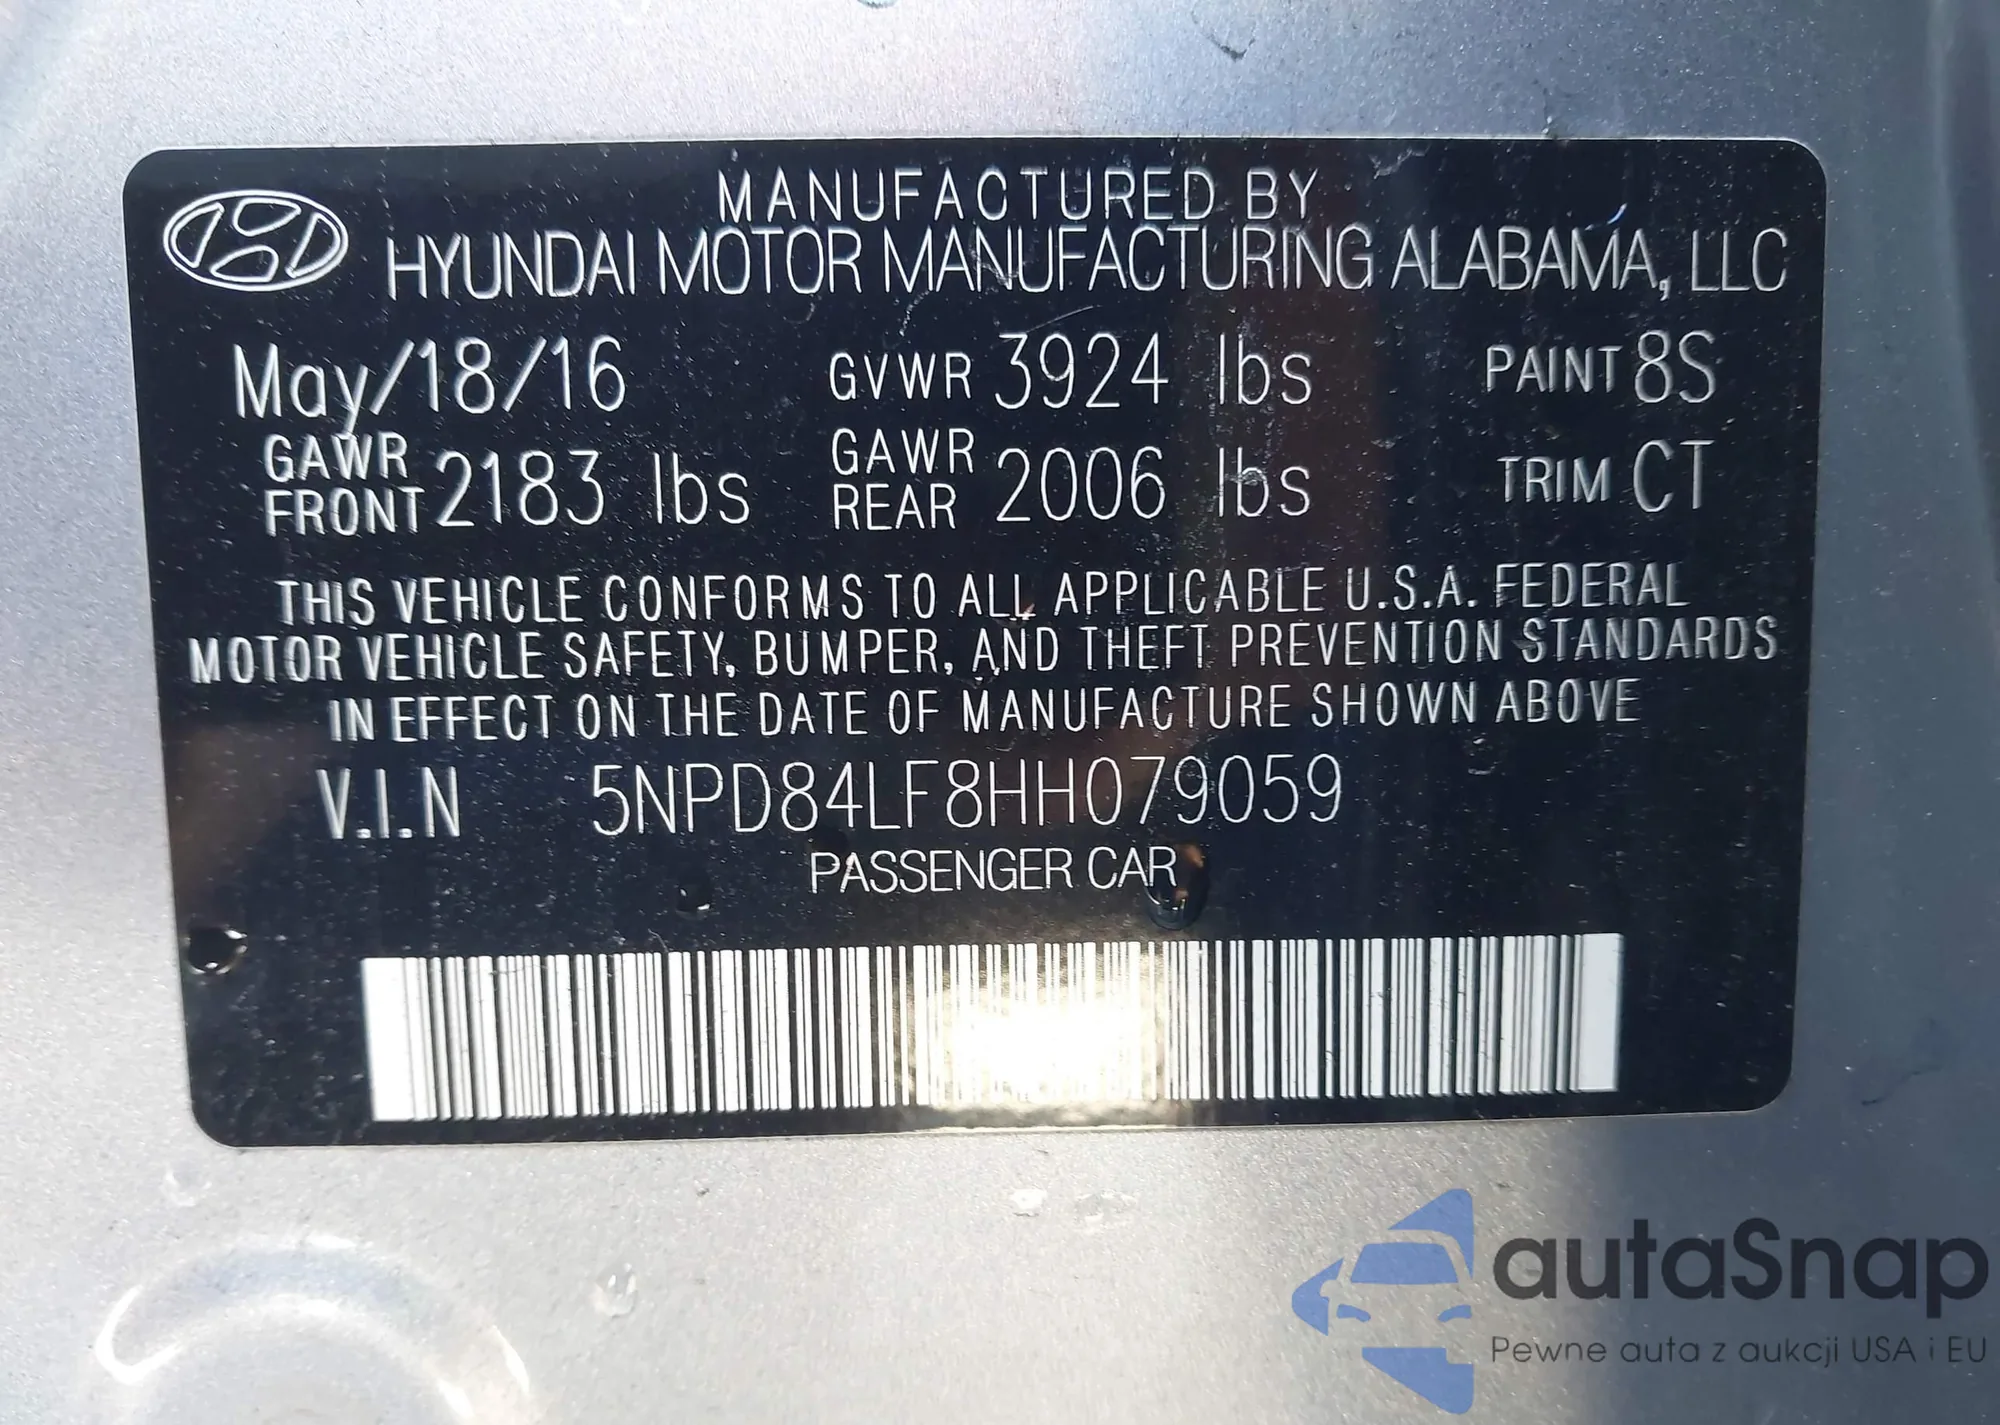 MANUFACTURED BY
HYUNDAI MOTOR MANUFACTURING ALABAMA, LLC
May/18/16 GVWR 3924 lbs PAINT 8S
GAWR FRONT 2183 lbs GAWR REAR 2006 lbs TRIM CT
THIS VEHICLE CONFORMS TO ALL APPLICABLE U.S.A. FEDERAL
MOTOR VEHICLE SAFETY, BUMPER, AND THEFT PREVENTION STANDARDS
IN EFFECT ON THE DATE OF MANUFACTURE SHOWN ABOVE
V.I.N 5NPD84LF8HH079059
PASSENGER CAR
autaSnap
Pewne auta z aukcji USA i EU